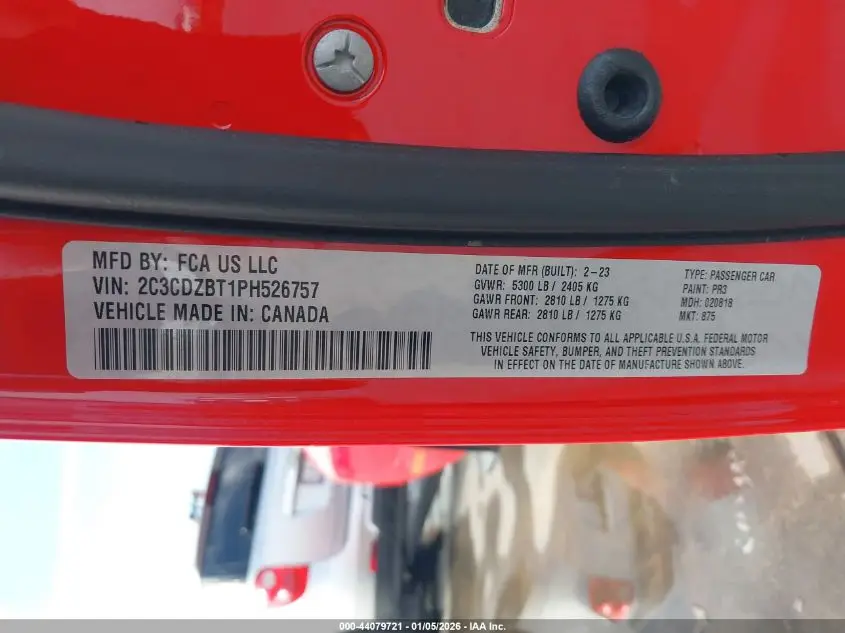 MFD BY: FCA US LLC
VIN: 2C3CDZBT1PH526757
VEHICLE MADE IN: CANADA
DATE OF MFR (BUILT): 2-23
GVWR: 5300 LB / 2405 KG
GAWR FRONT: 2810 LB / 1275 KG
GAWR REAR: 2810 LB / 1275 KG
TYPE: PASSENGER CAR
PAINT: PR3
MDH: 020818
MKT: 875
THIS VEHICLE CONFORMS TO ALL APPLICABLE U.S.A. FEDERAL MOTOR
VEHICLE SAFETY, BUMPER, AND THEFT PREVENTION STANDARDS
IN EFFECT ON THE DATE OF MANUFACTURE SHOWN ABOVE.
000-44079721 - 01/05/2026 - IAA Inc.